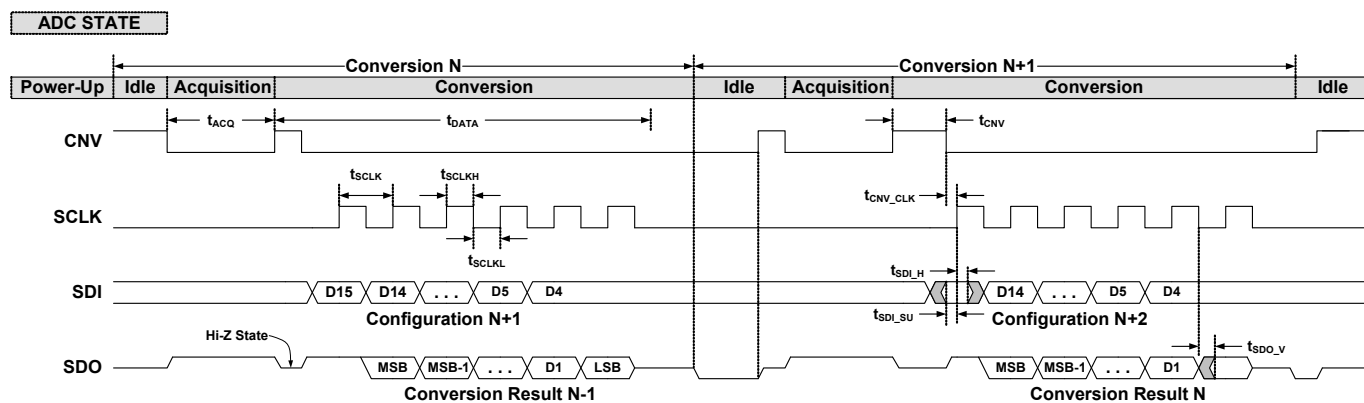 ADC STATE
Conversion N Conversion N+1
Power-Up Idle Acquisition Conversion Idle Acquisition Conversion Idle
tACQ tDATA tCNV
CNV
tSCLK tSCLKH tCNV_CLK
SCLK
tSCLKL
tSDI_H
SDI D15 D14 . . . D5 D4 D14 . . . D5 D4
Configuration N+1 tSDI_SU Configuration N+2
Hi-Z State tSDO_V
SDO MSB MSB-1 . . . D1 LSB MSB MSB-1 . . . D1
Conversion Result N-1 Conversion Result N